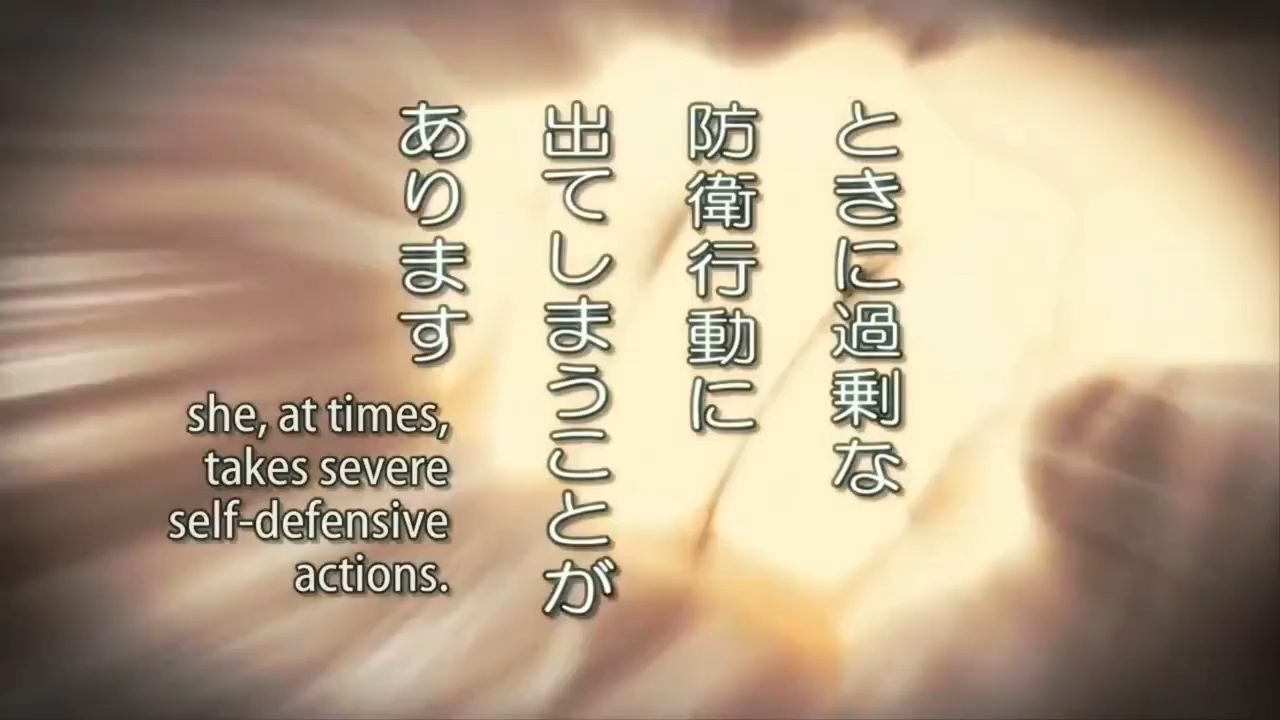 ときに過剰な
防衛行動に
出てしまうことが
あります
she, at times,
takes severe
self-defensive
actions.